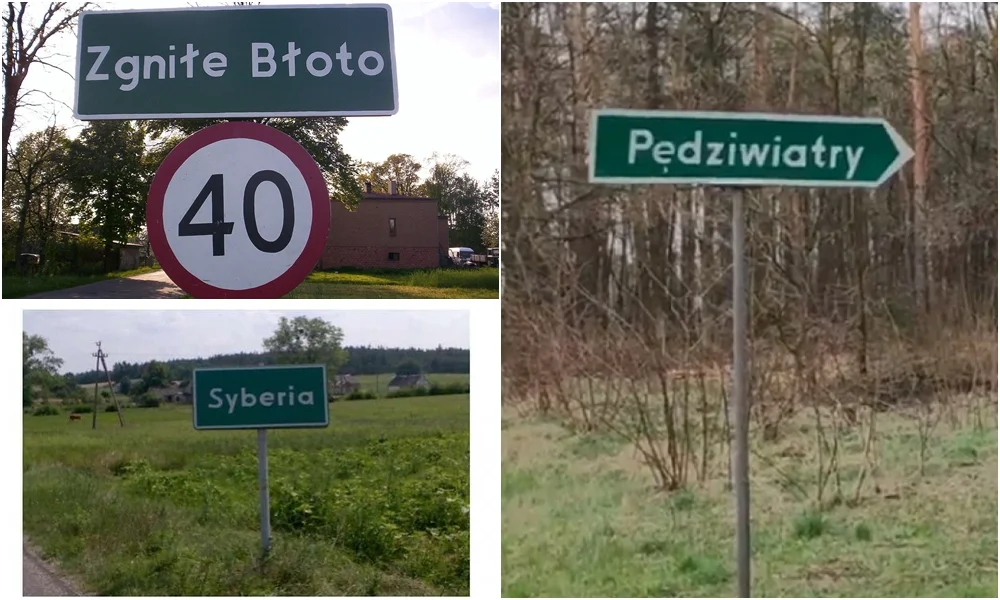 Zgniłe Błoto
40
Pędziwiatry
Syberia